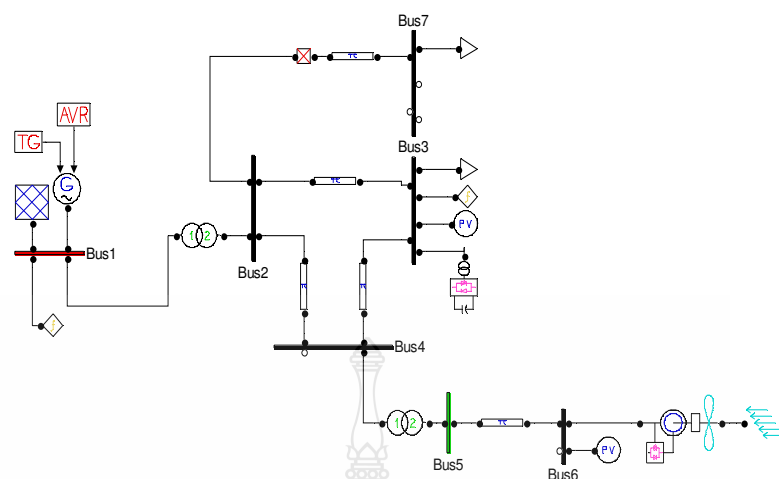 Bus7
AVR
TG
G
Bus3
1 2
Bus1
Bus2
PV
Bus4
1 2
Bus5
PV
Bus6